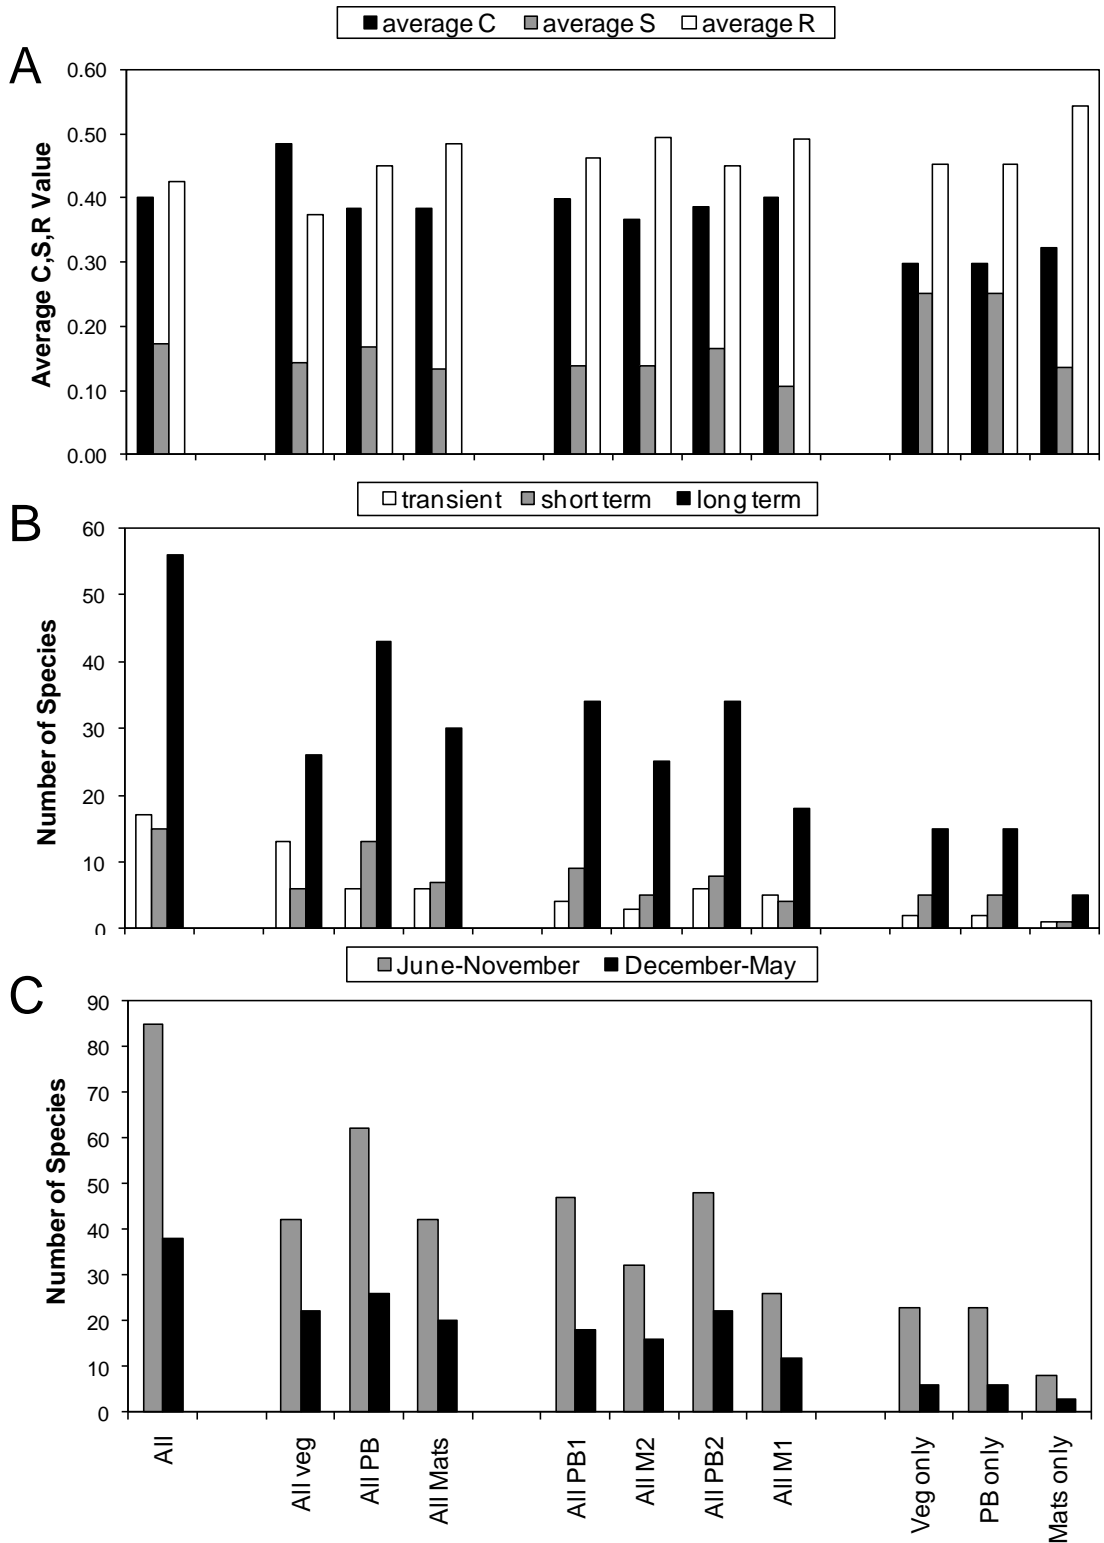 average C average S average R
A
Average C,S,R Value
0.60
0.50
0.40
0.30
0.20
0.10
0.00
transient short term long term
B
Number of Species
60
50
40
30
20
10
0
June-November December-May
C
Number of Species
90
80
70
60
50
40
30
20
10
0
All
All veg
All PB
All Mats
All PB1
All M2
All PB2
All M1
Veg only
PB only
Mats only